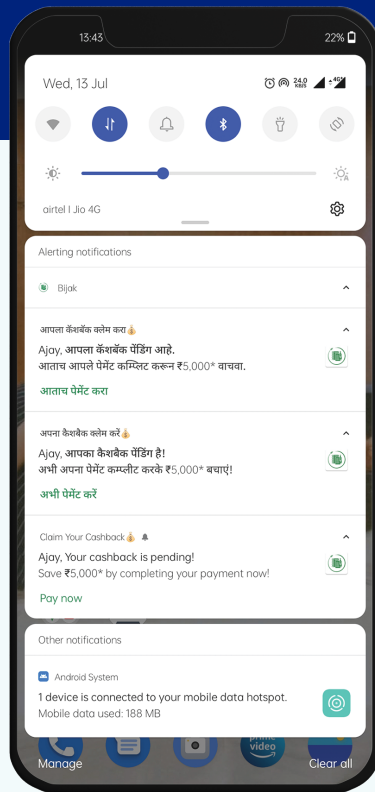 13:43
22%
Wed, 13 Jul
24.0
KB/S
4G
airtel I Jio 4G
Alerting notifications
Bijak
आपला कॅशबॅक क्लेम करा💰
Ajay, आपला कॅशबॅक पेंडिंग आहे.
आताच आपले पेमेंट कम्प्लिट करून ₹5,000* वाचवा.
आताच पेमेंट करा
अपना कैशबैक क्लेम करें💰
Ajay, आपका कैशबैक पेंडिंग है!
अभी अपना पेमेंट कम्प्लीट करके ₹5,000* बचाएं!
अभी पेमेंट करें
Claim Your Cashback💰
Ajay, Your cashback is pending!
Save ₹5,000* by completing your payment now!
Pay now
Other notifications
Android System
1 device is connected to your mobile data hotspot.
Mobile data used: 188 MB
prime
video
Manage
Clear all